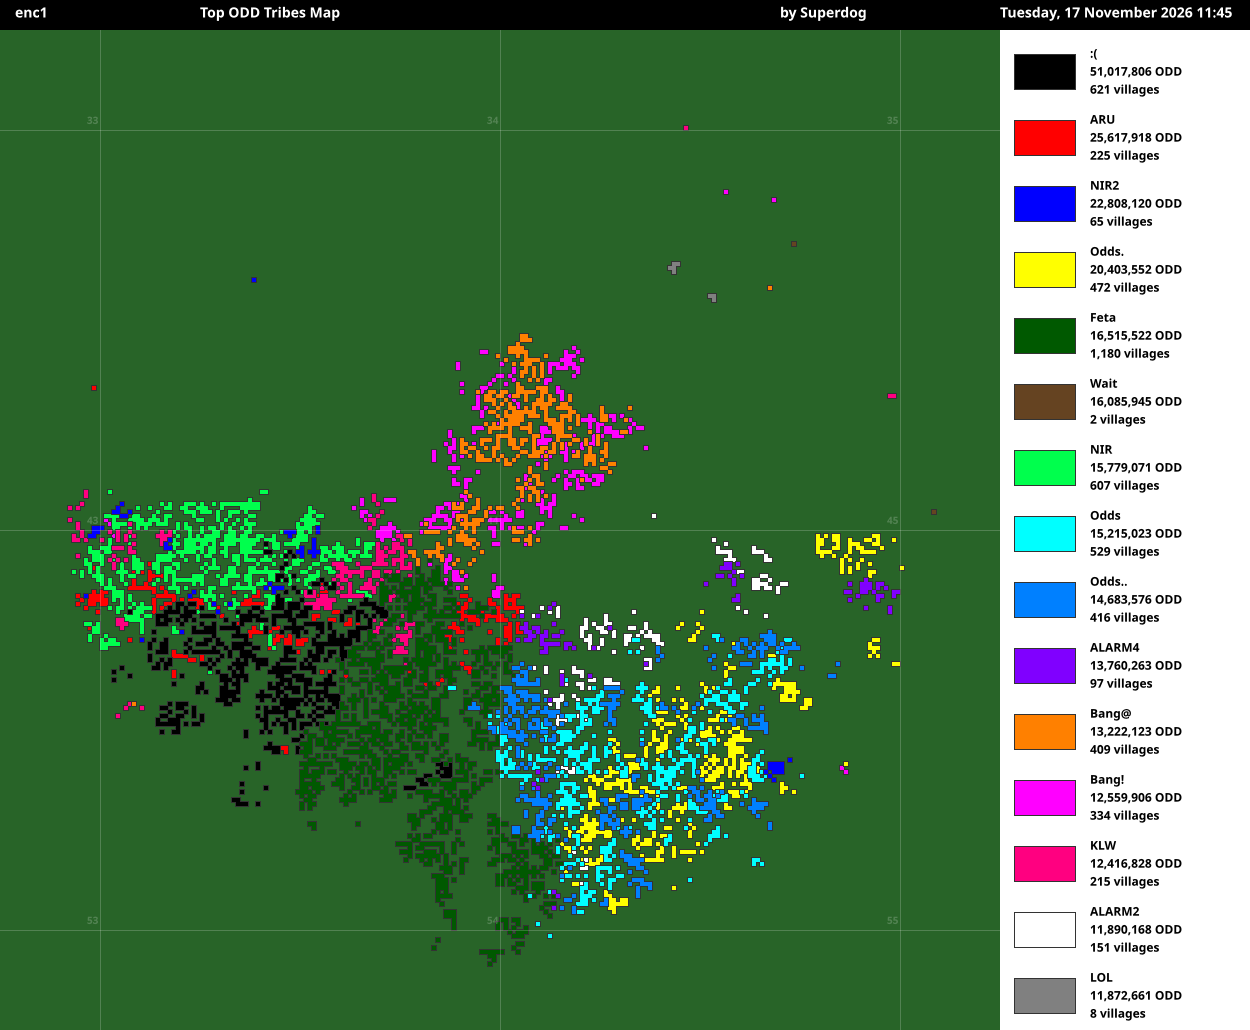 enc1 Top ODD Tribes Map by Superdog Tuesday, 17 November 2026 11:45
:(
51,017,806 ODD
621 villages
ARU
25,617,918 ODD
225 villages
NIR2
22,808,120 ODD
65 villages
Odds.
20,403,552 ODD
472 villages
Feta
16,515,522 ODD
1,180 villages
Wait
16,085,945 ODD
2 villages
NIR
15,779,071 ODD
607 villages
Odds
15,215,023 ODD
529 villages
Odds..
14,683,576 ODD
416 villages
ALARM4
13,760,263 ODD
97 villages
Bang@
13,222,123 ODD
409 villages
Bang!
12,559,906 ODD
334 villages
KLW
12,416,828 ODD
215 villages
ALARM2
11,890,168 ODD
151 villages
LOL
11,872,661 ODD
8 villages
33 34 35
43 45
53 54 55